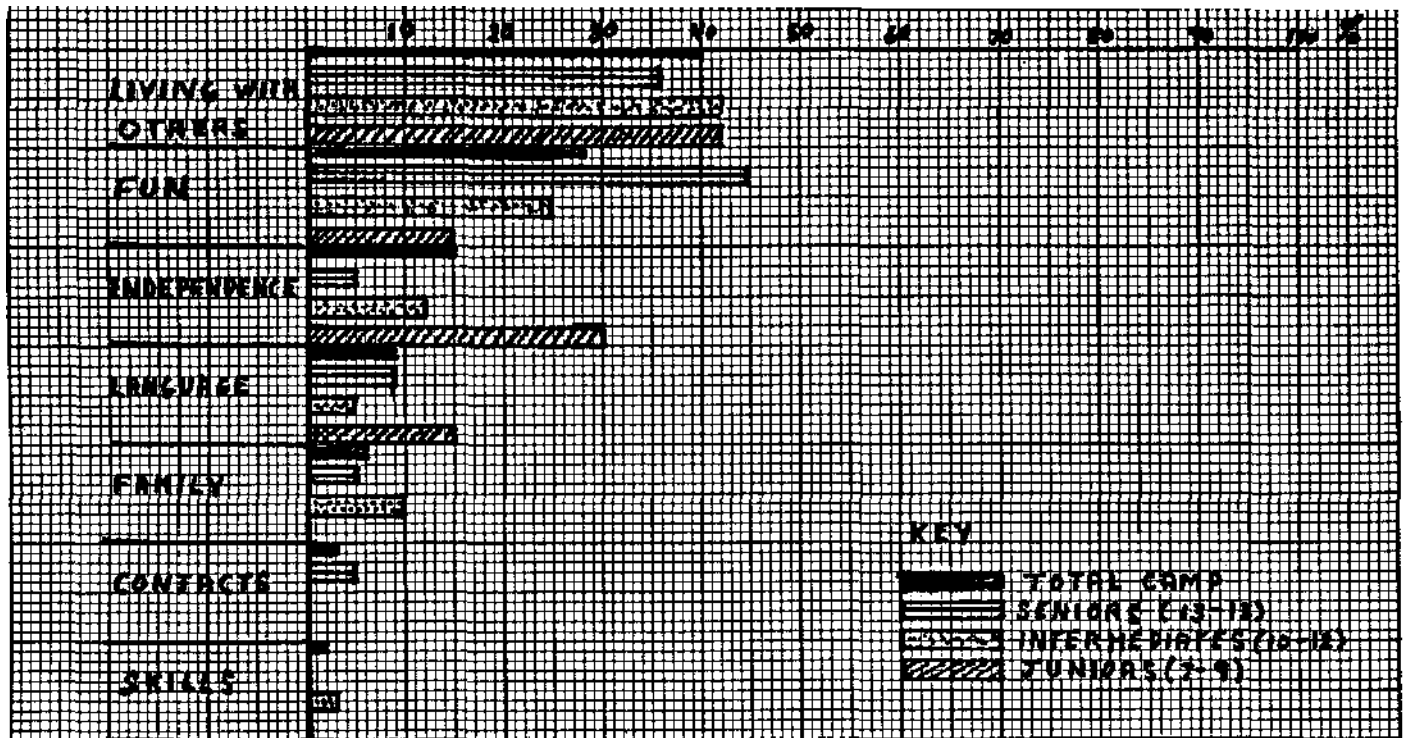 10 20 30 40 50 60 70 80 90 100 %
LIVING WITH
OTHERS
FUN
INDEPENDENCE
LANGUAGE
FAMILY
CONTACTS
SKILLS
KEY
TOTAL CAMP
SENIORS (13-18)
INTERMEDIATES (10-12)
JUNIORS (7-9)